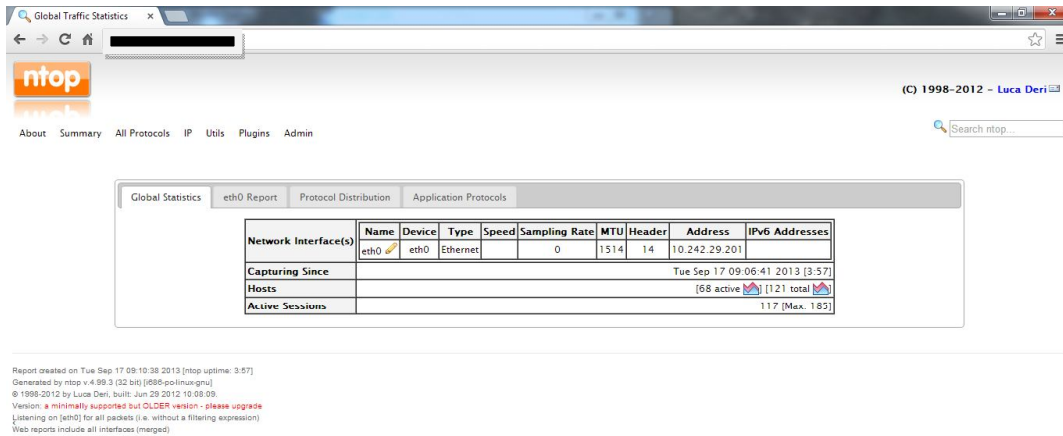 Global Traffic Statistics
ntop
(C) 1998-2012 - Luca Deri
About Summary All Protocols IP Utils Plugins Admin
Search ntop...
Global Statistics eth0 Report Protocol Distribution Application Protocols
Network Interface(s)
Name Device Type Speed Sampling Rate MTU Header Address IPv6 Addresses
eth0 eth0 Ethernet 0 1514 14 10.242.29.201
Capturing Since Tue Sep 17 09:06:41 2013 [3:57]
Hosts [68 active ] [121 total ]
Active Sessions 117 [Max. 185]
Report created on Tue Sep 17 09:10:38 2013 [ntop uptime: 3:57]
Generated by ntop v.4.99.3 (32 bit) [i686-pc-linux-gnu]
© 1998-2012 by Luca Deri, built: Jun 29 2012 10:08:09.
Version: a minimally supported but OLDER version - please upgrade
Listening on [eth0] for all packets (i.e. without a filtering expression)
Web reports include all interfaces (merged)